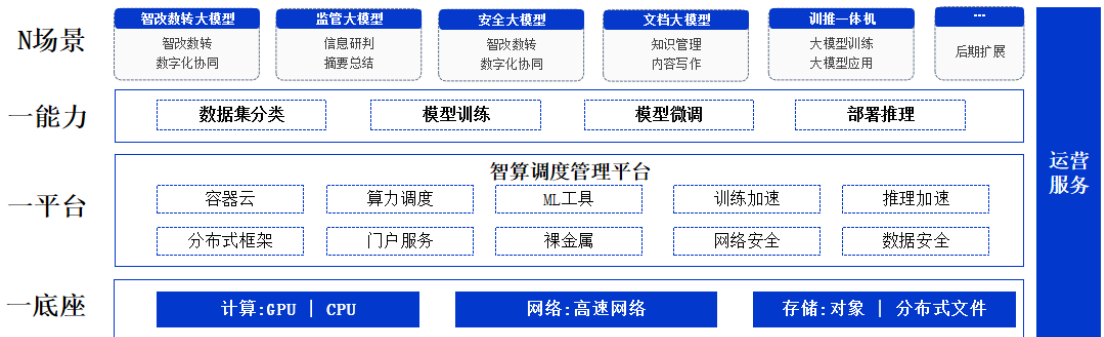 N场景
智改数转大模型
智改数转
数字化协同
监管大模型
信息研判
摘要总结
安全大模型
智改数转
数字化协同
文档大模型
知识管理
内容写作
训推一体机
大模型训练
大模型应用
...
后期扩展
一能力
数据集分类
模型训练
模型微调
部署推理
一平台
智算调度管理平台
容器云
算力调度
ML工具
训练加速
推理加速
分布式框架
门户服务
裸金属
网络安全
数据安全
一底座
计算:GPU | CPU
网络:高速网络
存储:对象 | 分布式文件
运营
服务